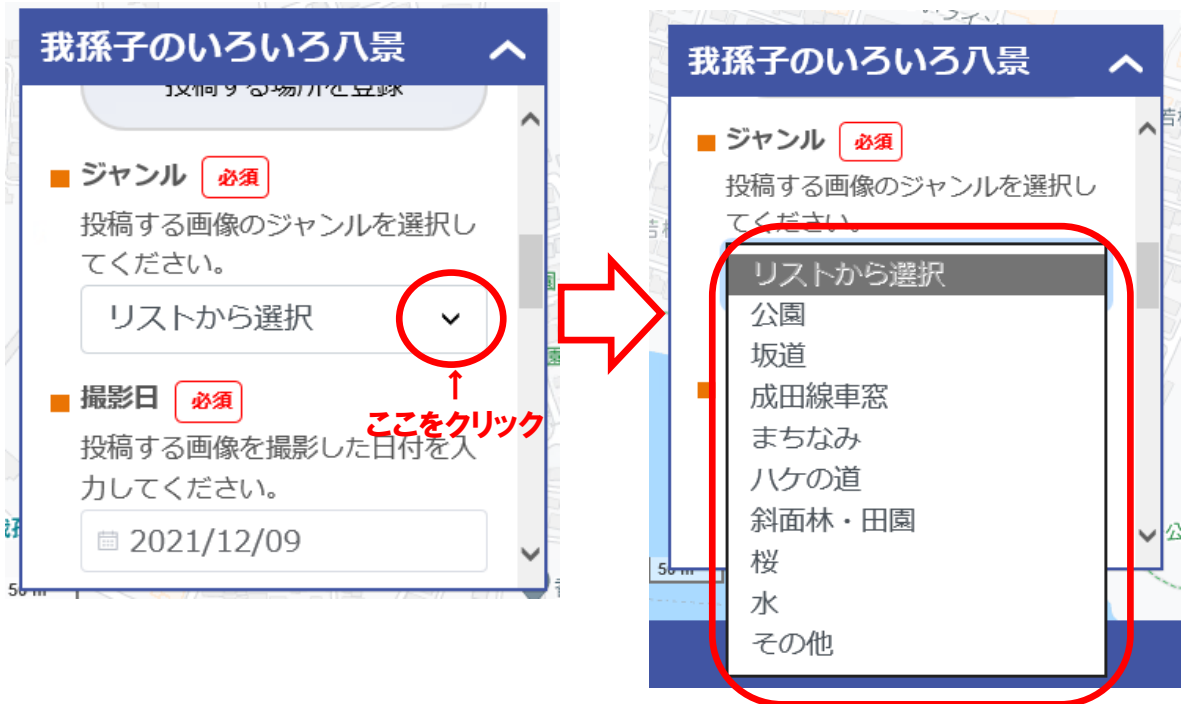 我孫子のいろいろ八景
投稿する場所を登録
ジャンル 必須
投稿する画像のジャンルを選択し
てください。
リストから選択
↑
ここをクリック
撮影日 必須
投稿する画像を撮影した日付を入
力してください。
2021/12/09
50 m
我孫子のいろいろ八景
ジャンル 必須
投稿する画像のジャンルを選択し
てください。
リストから選択
公園
坂道
成田線車窓
まちなみ
ハケの道
斜面林・田園
桜
水
その他
50 m